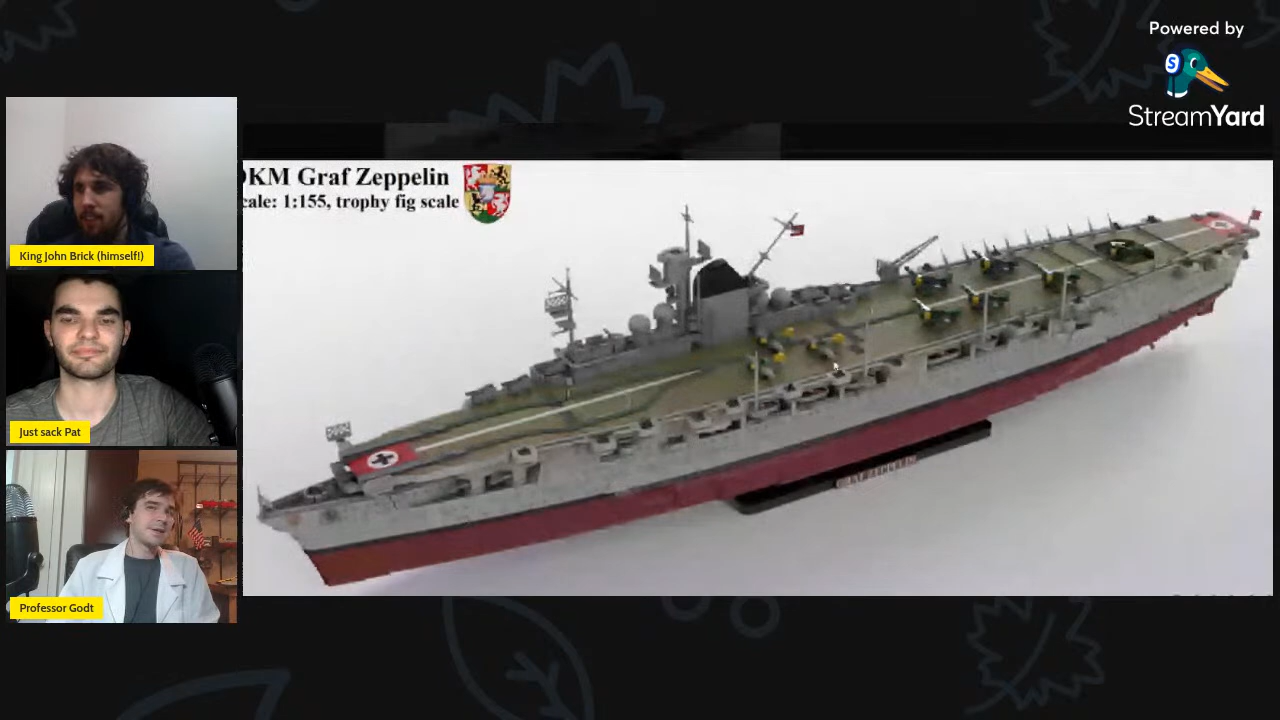 Powered by
S
StreamYard
King John Brick (himself!)
Just sack Pat
Professor Godt
KM Graf Zeppelin
cale: 1:155, trophy fig scale